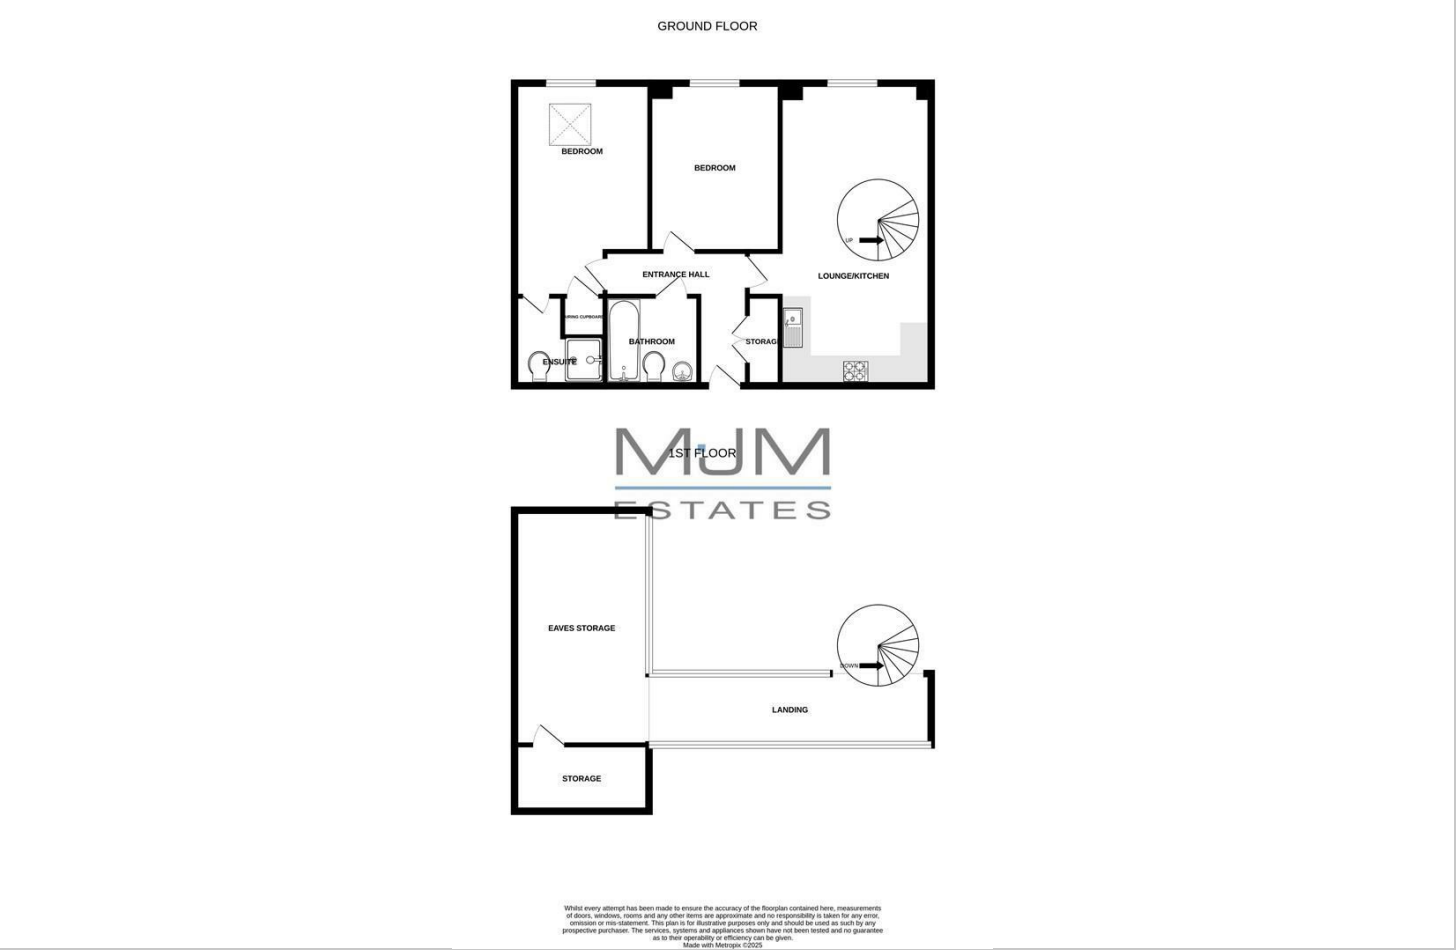 GROUND FLOOR
BEDROOM
BEDROOM
UP
ENTRANCE HALL
LOUNGE/KITCHEN
CUPBOARD
BATHROOM
STORAGE
ENSUITE
MJM
1ST FLOOR
ESTATES
EAVES STORAGE
DOWN
LANDING
STORAGE
Whilst every attempt has been made to ensure the accuracy of the floorplan contained here, measurements
of doors, windows, rooms and any other items are approximate and no responsibility is taken for any error,
omission or mis-statement. This plan is for illustrative purposes only and should be used as such by any
prospective purchaser. The services, systems and appliances shown have not been tested and no guarantee
as to their operability or efficiency can be given.
Made with Metropix ©2025